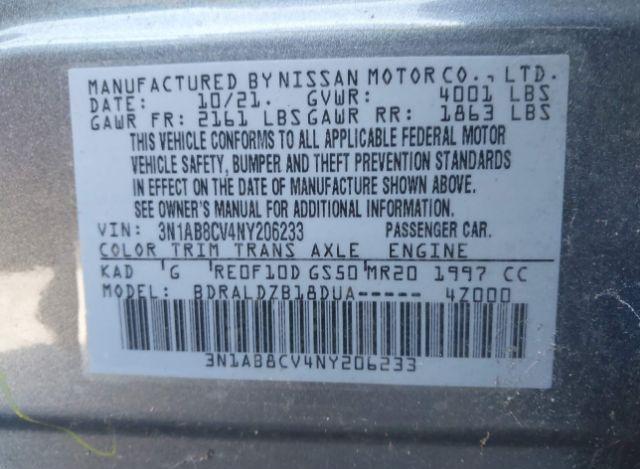 MANUFACTURED BY NISSAN MOTOR CO., LTD.
DATE: 10/21. GVWR: 4001 LBS
GAWR FR: 2161 LBS GAWR RR: 1863 LBS
THIS VEHICLE CONFORMS TO ALL APPLICABLE FEDERAL MOTOR
VEHICLE SAFETY, BUMPER AND THEFT PREVENTION STANDARDS
IN EFFECT ON THE DATE OF MANUFACTURE SHOWN ABOVE.
SEE OWNER'S MANUAL FOR ADDITIONAL INFORMATION.
VIN: 3N1AB8CV4NY206233 PASSENGER CAR.
COLOR TRIM TRANS AXLE ENGINE
KAD G RE0F10D GS50 MR20 1997 CC
MODEL: BDRALDZB18DUA----- 4Z000
3N1AB8CV4NY206233